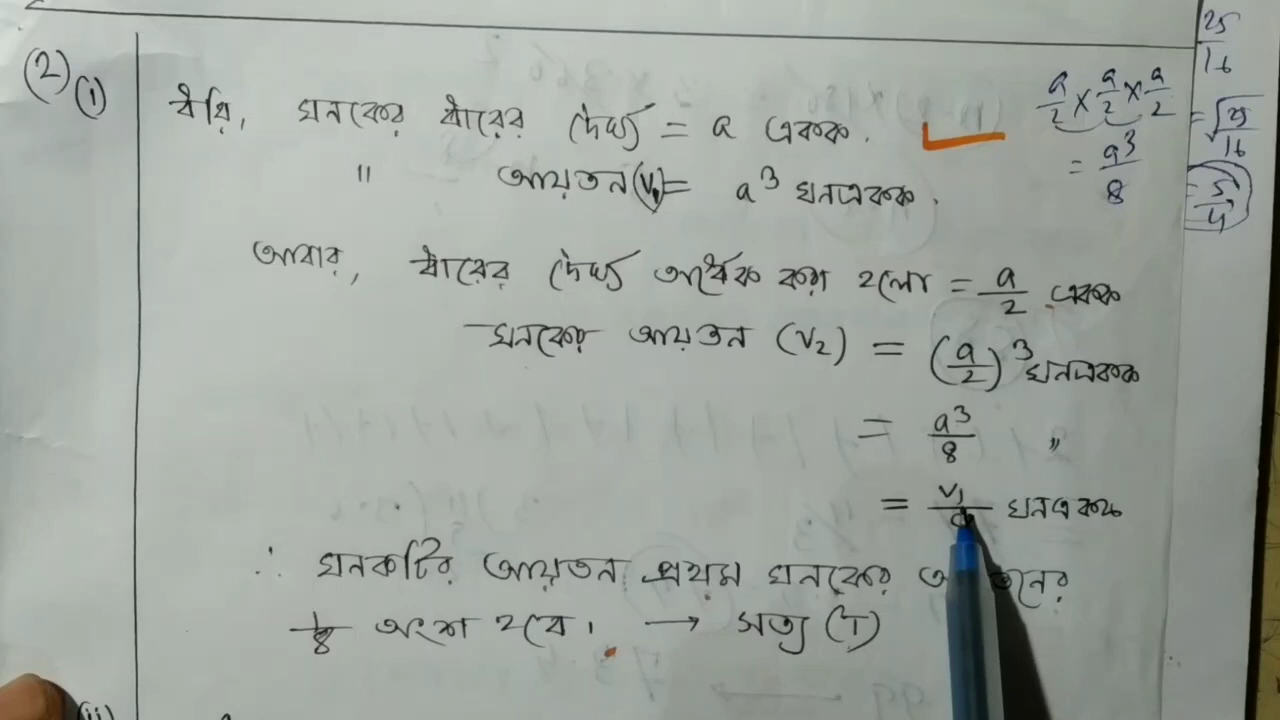 (2)(i) ধরি, ঘনকের ধারের দৈর্ঘ্য = a একক.
" আয়তন(V₁)= a³ ঘনএকক.
আবার, ধারের দৈর্ঘ্য অর্ধেক করা হলো = a/2 একক
ঘনকের আয়তন (V₂) = (a/2)³ ঘনএকক
= a³/8 "
= V₁/8 ঘনএকক
∴ ঘনকটির আয়তন প্রথম ঘনকের
1/8 অংশ হবে। → সত্য (T)
(ii)
a/2 × a/2 × a/2
= a³/8
25/16
= √25/16
= 5/4